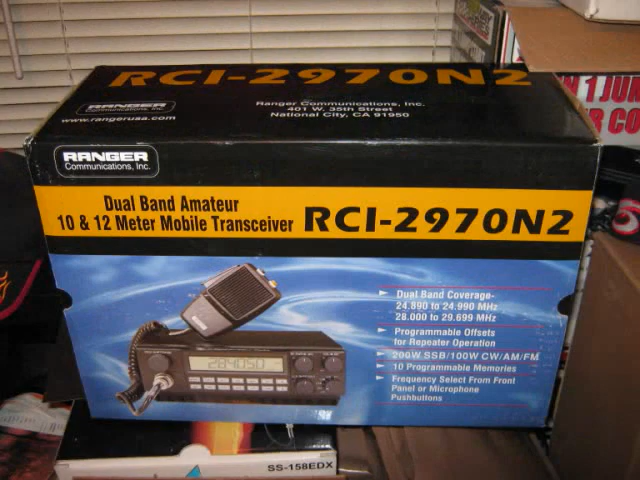 RCI-2970N2
RANGER
Communications, Inc.
www.rangerusa.com
Ranger Communications, Inc.
401 W. 35th Street
National City, CA 91950
RANGER
Communications, Inc.
Dual Band Amateur
10 & 12 Meter Mobile Transceiver
RCI-2970N2
Dual Band Coverage-
24.890 to 24.990 MHz
28.000 to 29.699 MHz
Programmable Offsets
for Repeater Operation
200W SSB/100W CW/AM/FM
10 Programmable Memories
Frequency Select From Front
Panel or Microphone
Pushbuttons
28.4050
SS-158EDX
1 JUN
R CO